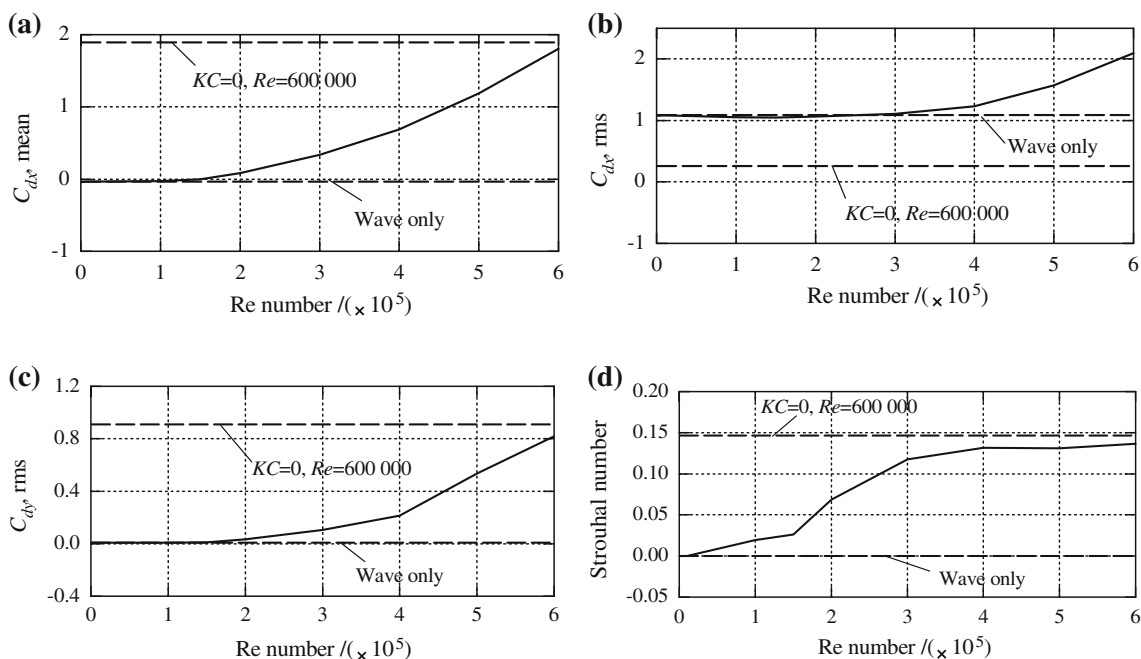 (a)
2
1
0
-1
C_dx, mean
KC=0, Re=600 000
Wave only
0 1 2 3 4 5 6
Re number /(× 10^5)
(b)
2
1
0
-1
C_dx, rms
Wave only
KC=0, Re=600 000
0 1 2 3 4 5 6
Re number /(× 10^5)
(c)
1.2
0.8
0.4
0.0
-0.4
C_dy, rms
KC=0, Re=600 000
Wave only
0 1 2 3 4 5 6
Re number /(× 10^5)
(d)
0.20
0.15
0.10
0.05
0.00
-0.05
Strouhal number
KC=0, Re=600 000
Wave only
0 1 2 3 4 5 6
Re number /(× 10^5)